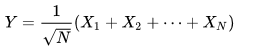 Y = \frac{1}{\sqrt{N}}(X_1 + X_2 + \cdots + X_N)